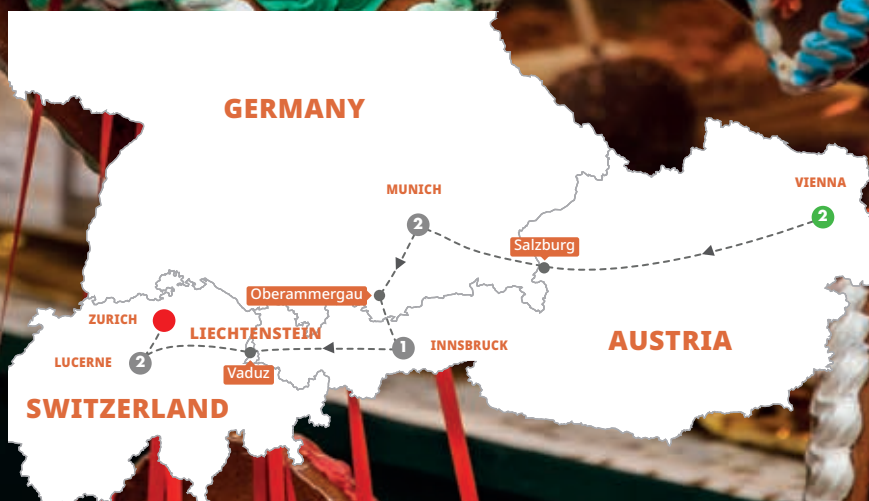 GERMANY
MUNICH
2
VIENNA
2
Salzburg
Oberammergau
ZURICH
LIECHTENSTEIN
INNSBRUCK
1
AUSTRIA
LUCERNE
2
Vaduz
SWITZERLAND